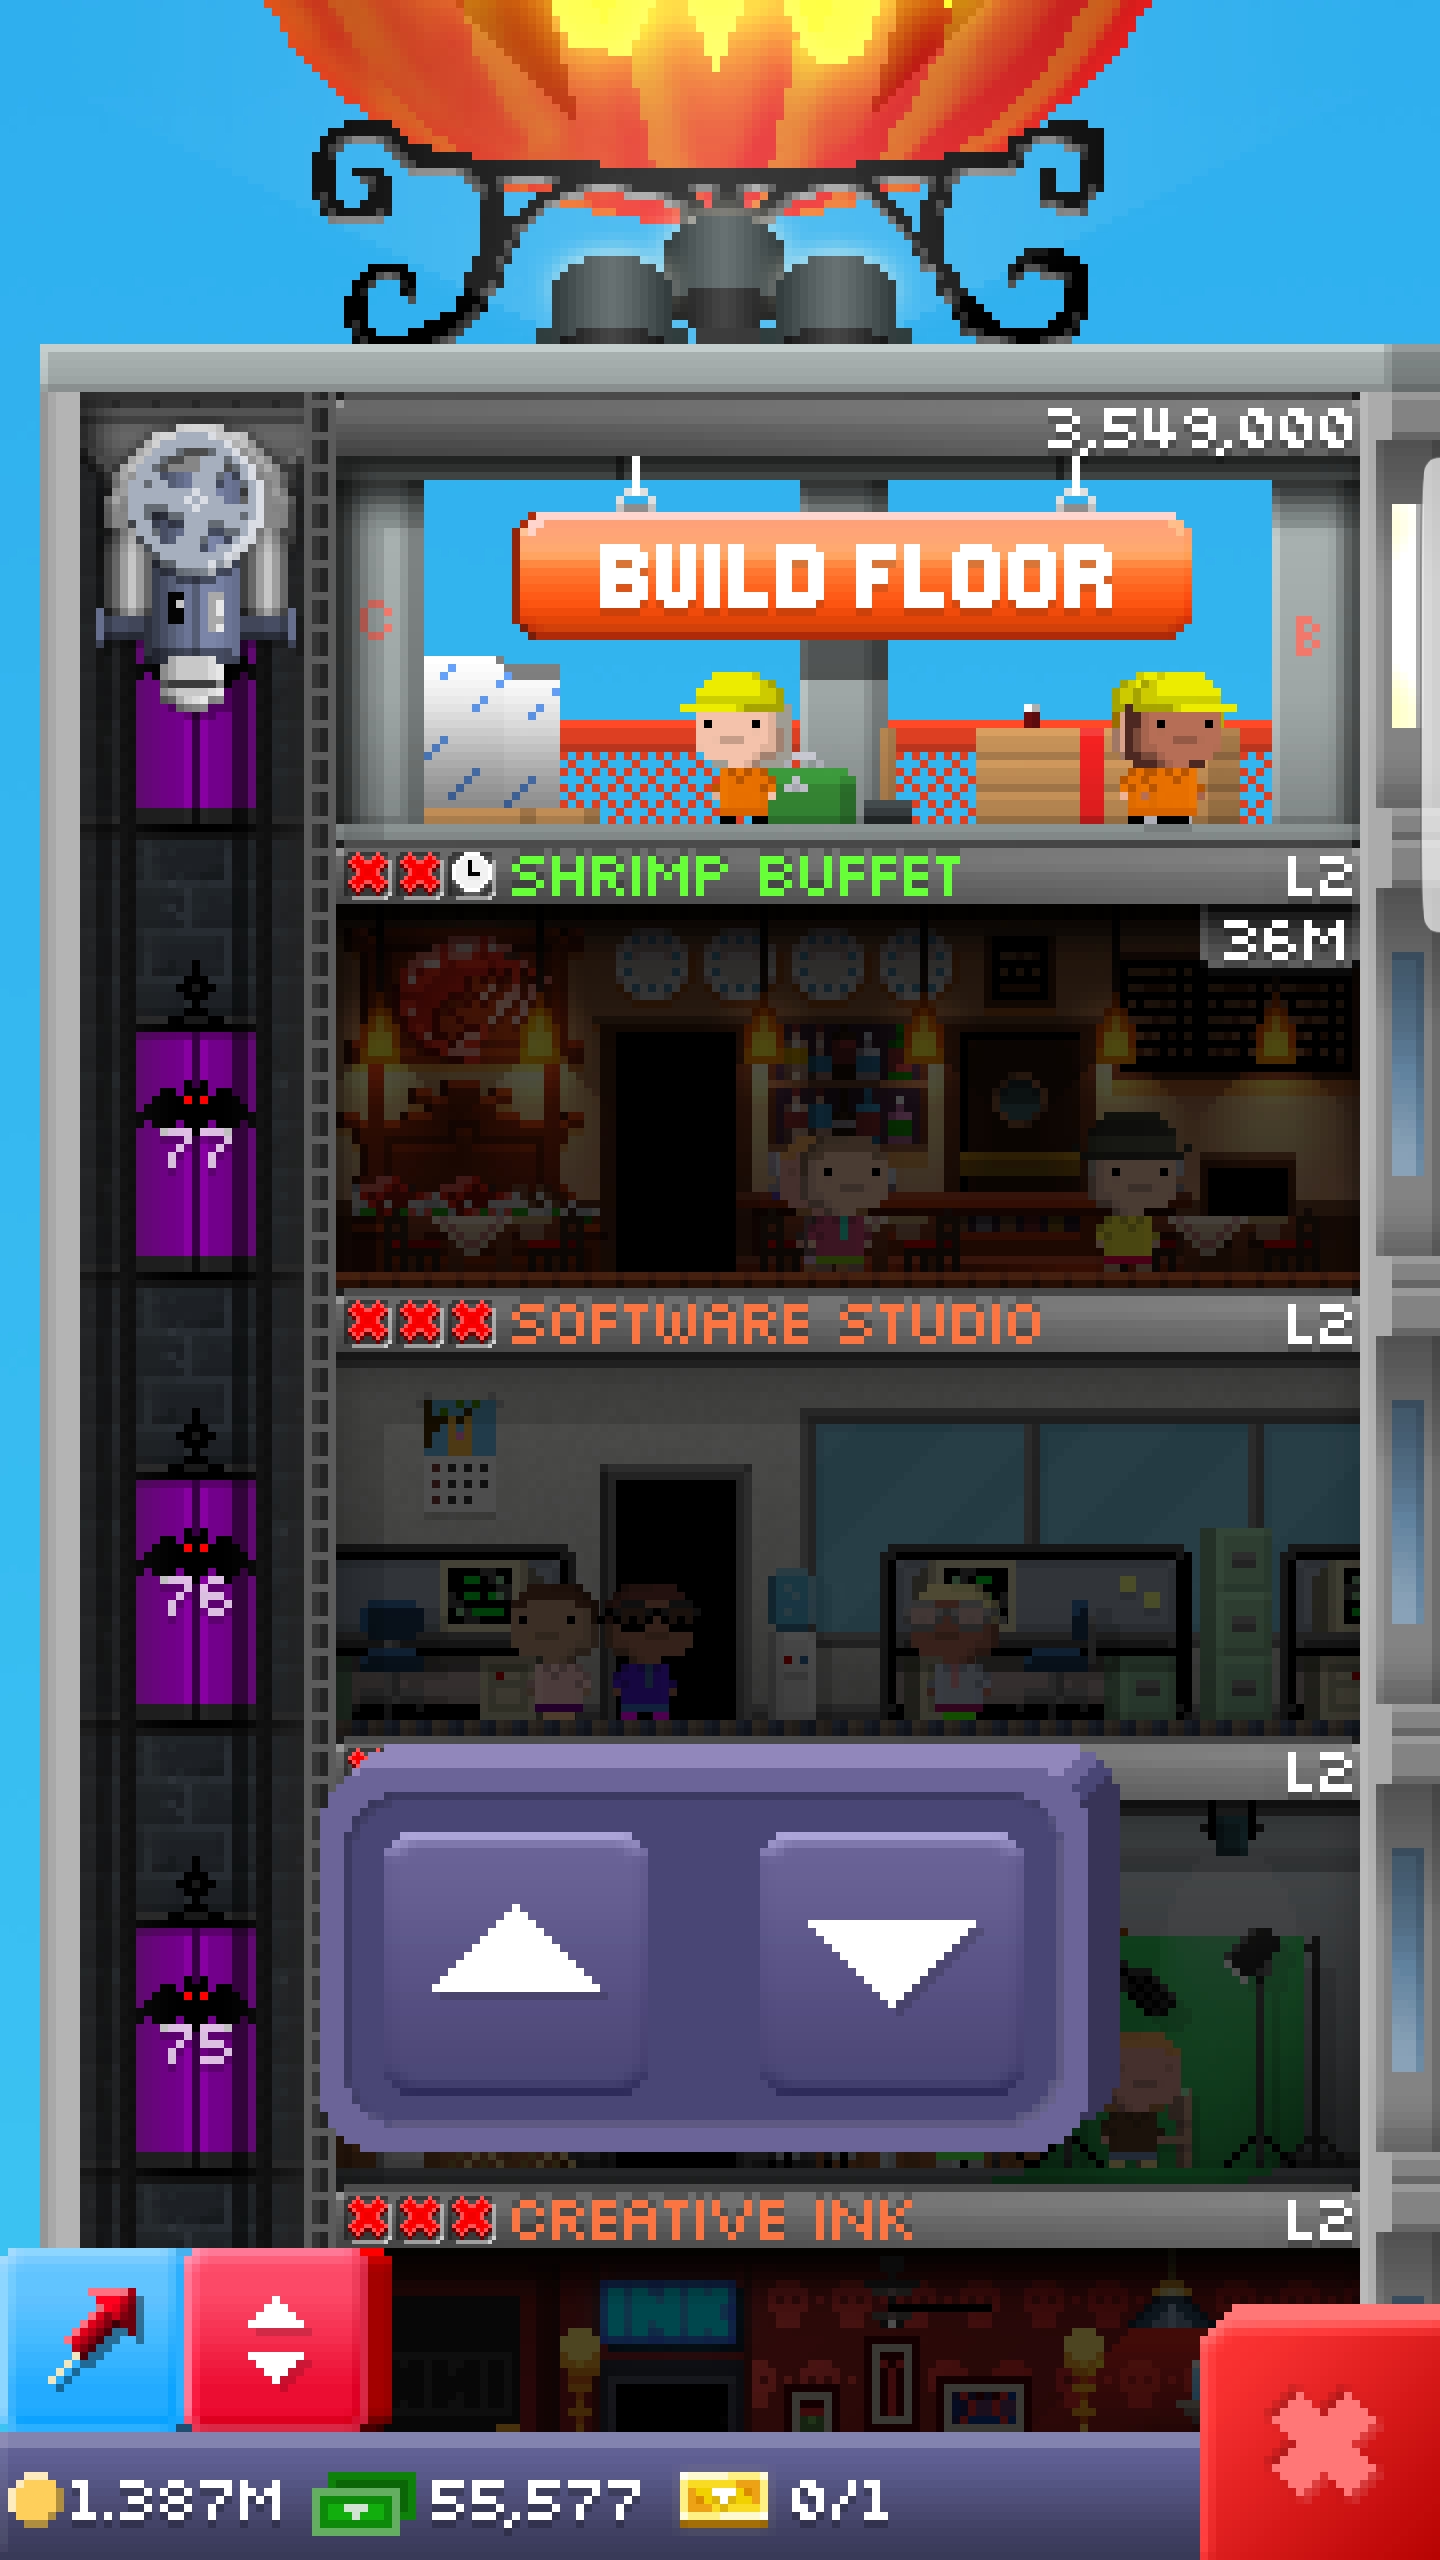 3,549,000
BUILD FLOOR
C
B
SHRIMP BUFFET L2
36M
77
SOFTWARE STUDIO L2
76
L2
75
CREATIVE INK L2
INK
1.387M 55,577 0/1